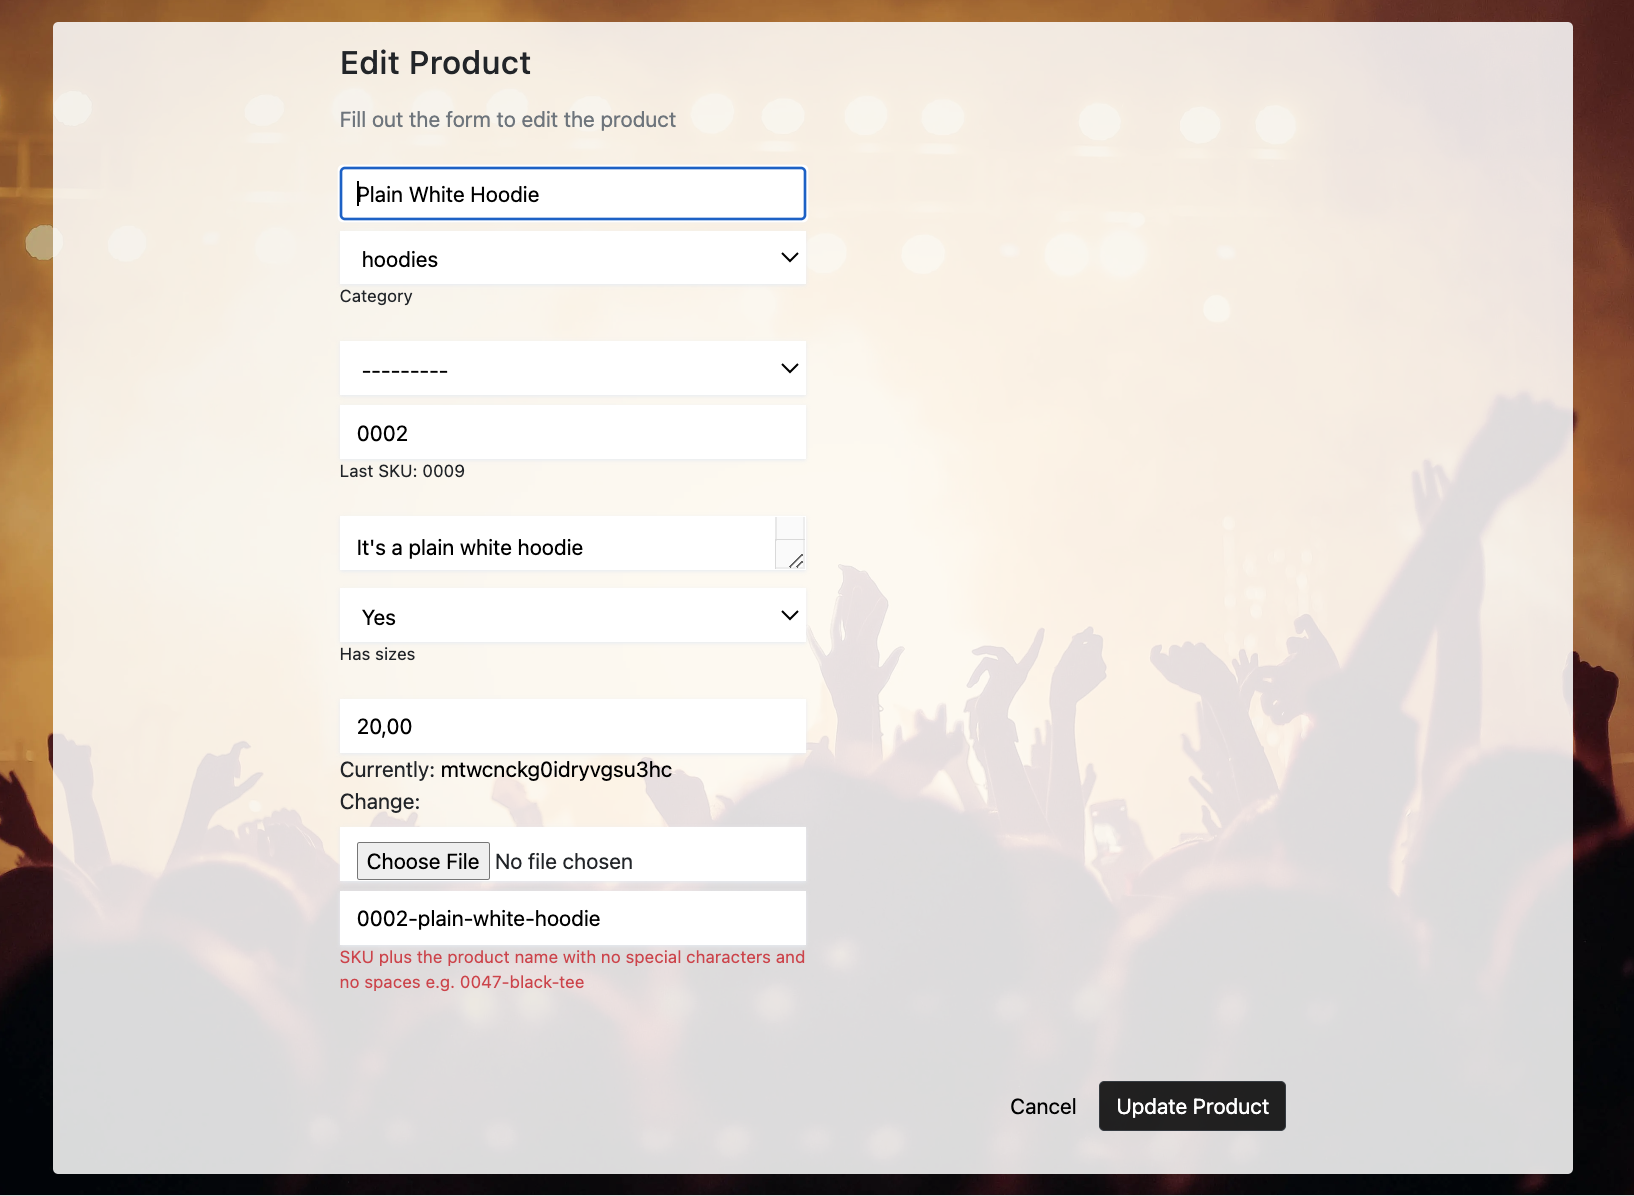 Edit Product
Fill out the form to edit the product
Plain White Hoodie
hoodies
Category
---------
0002
Last SKU: 0009
It's a plain white hoodie
Yes
Has sizes
20,00
Currently: mtwcnckg0idryvgsu3hc
Change:
Choose File No file chosen
0002-plain-white-hoodie
SKU plus the product name with no special characters and
no spaces e.g. 0047-black-tee
Cancel Update Product